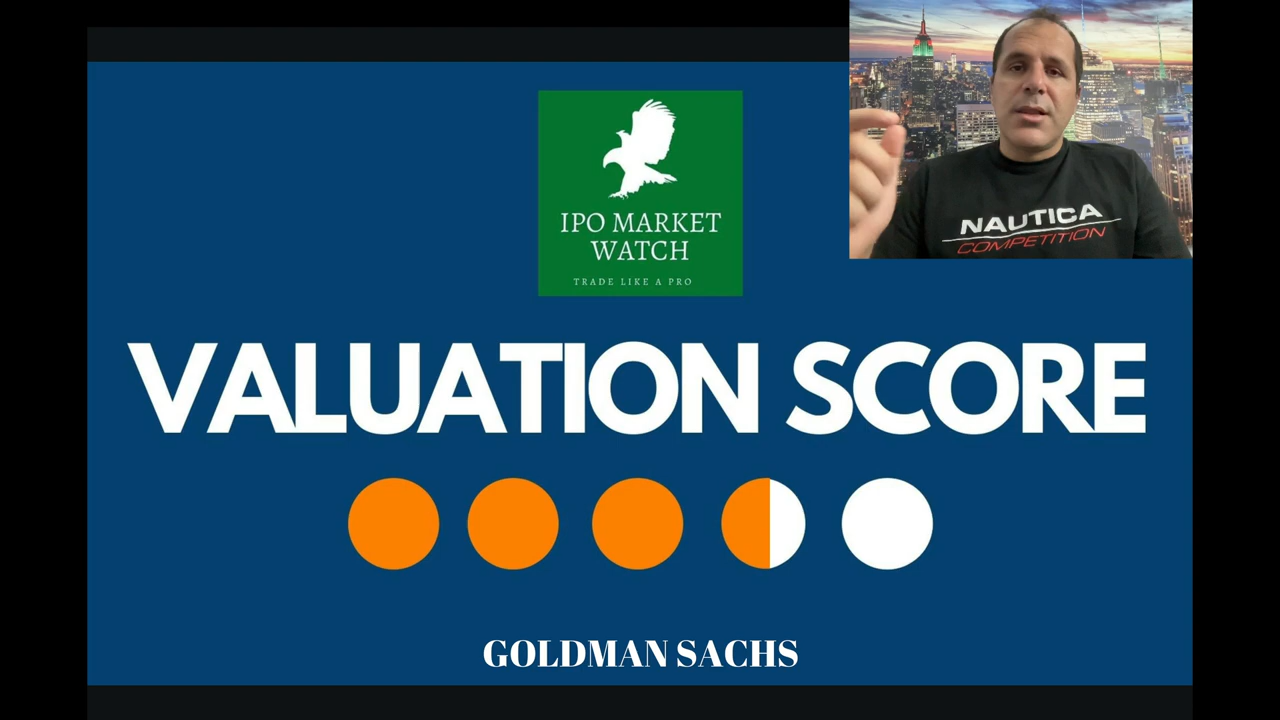 IPO MARKET
WATCH
TRADE LIKE A PRO
NAUTICA
COMPETITION
VALUATION SCORE
GOLDMAN SACHS